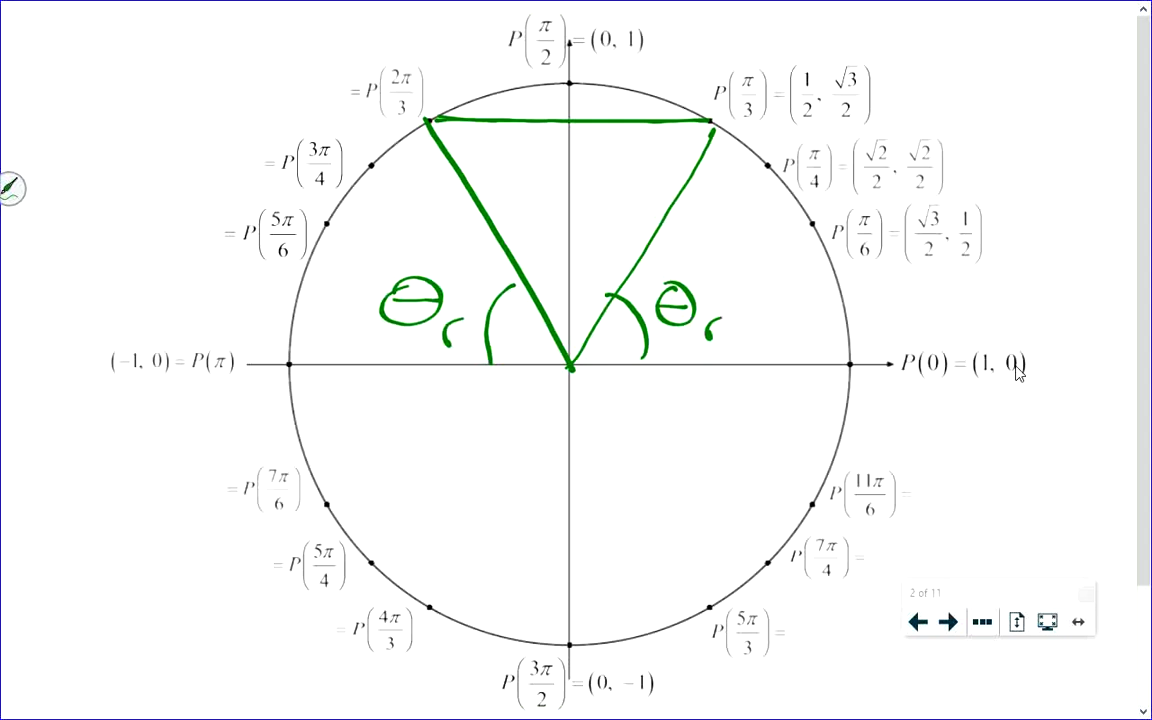 P(π/2) = (0, 1)
= P(2π/3)
P(π/3) = (1/2, √3/2)
= P(3π/4)
P(π/4) = (√2/2, √2/2)
= P(5π/6)
P(π/6) = (√3/2, 1/2)
Θr
Θr
(−1, 0) = P(π)
P(0) = (1, 0)
= P(7π/6)
P(11π/6) =
= P(5π/4)
P(7π/4) =
2 of 11
= P(4π/3)
P(5π/3) =
P(3π/2) = (0, −1)